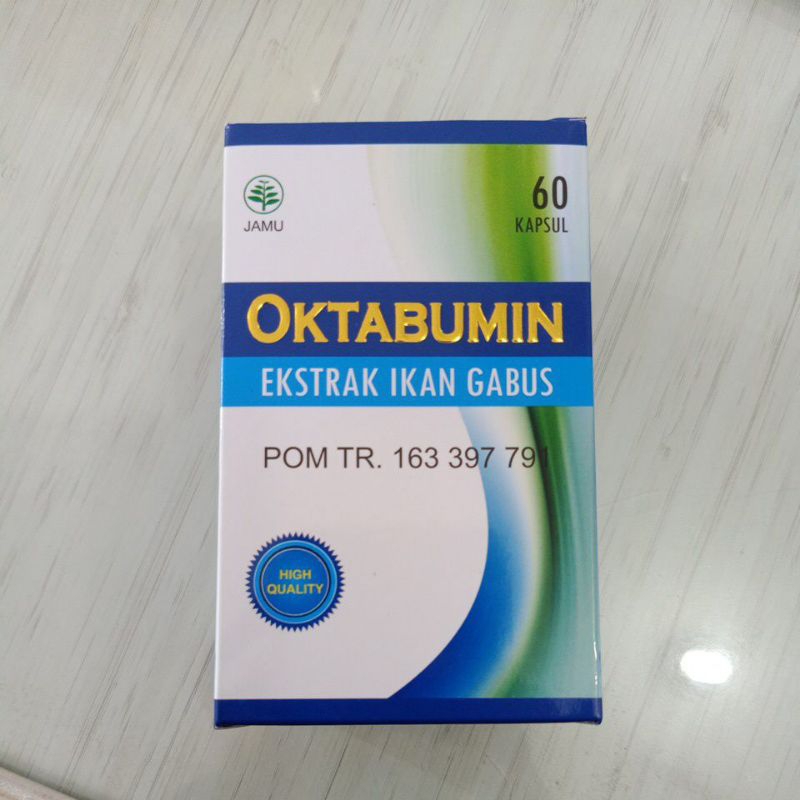 JAMU
60
KAPSUL
OKTABUMIN
EKSTRAK IKAN GABUS
POM TR. 163 397 791
HIGH
QUALITY